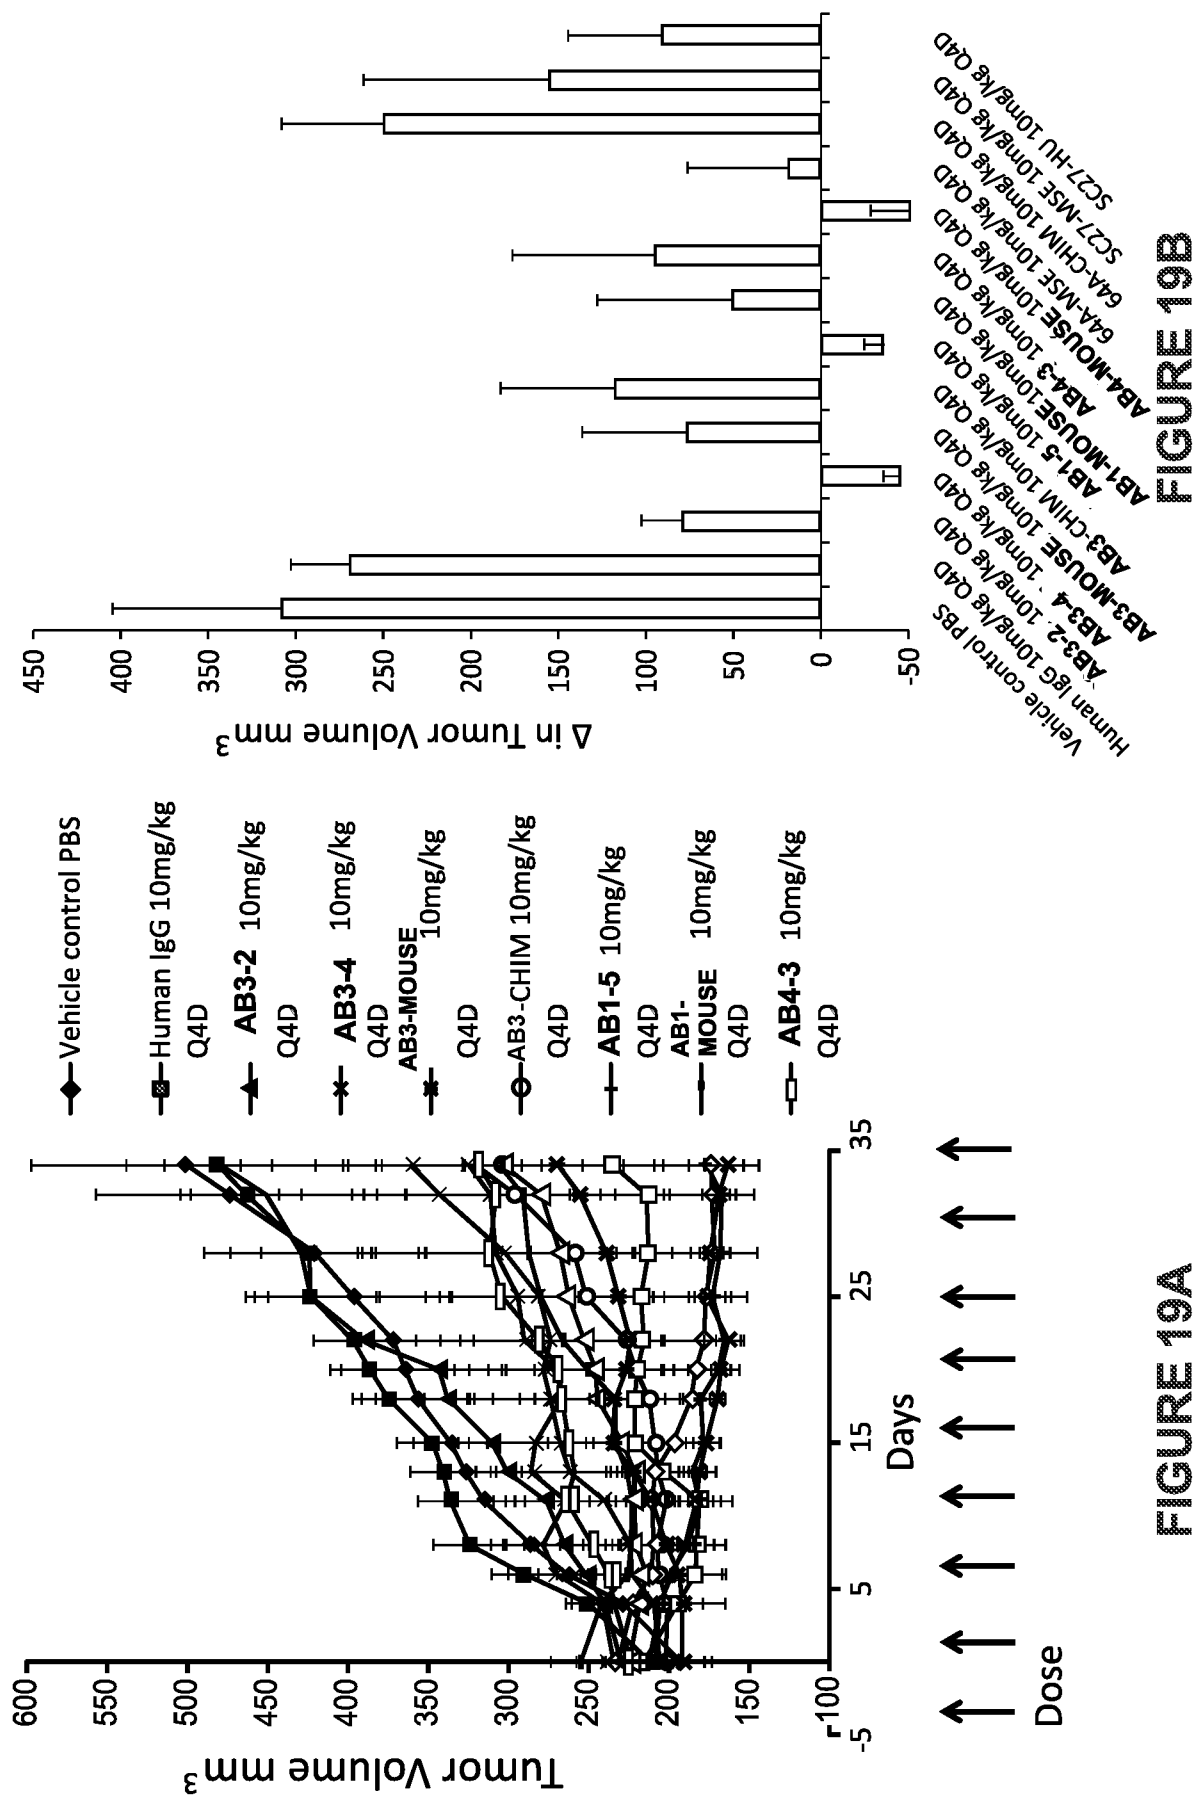 Tumor Volume mm³
600
550
500
450
400
350
300
250
200
150
100
-5
5
15
25
35
Days
Dose
Vehicle control PBS
Human IgG 10mg/kg
Q4D
AB3-2 10mg/kg
Q4D
AB3-4 10mg/kg
Q4D
AB3-MOUSE
10mg/kg
Q4D
AB3-CHIM 10mg/kg
Q4D
AB1-5 10mg/kg
Q4D
AB1-
MOUSE 10mg/kg
Q4D
AB4-3 10mg/kg
Q4D
FIGURE 19A
Δ in Tumor Volume mm³
450
400
350
300
250
200
150
100
50
0
-50
Vehicle control PBS
Human IgG 10mg/kg Q4D
AB3-2 10mg/kg Q4D
AB3-4 10mg/kg Q4D
AB3-MOUSE 10mg/kg Q4D
AB3-CHIM 10mg/kg Q4D
AB1-5 10mg/kg Q4D
AB1-MOUSE 10mg/kg Q4D
AB4-3 10mg/kg Q4D
AB4-MOUSE 10mg/kg Q4D
64A-MSE 10mg/kg Q4D
64A-CHIM 10mg/kg Q4D
SC27-MSE 10mg/kg Q4D
SC27-HU 10mg/kg Q4D
FIGURE 19B